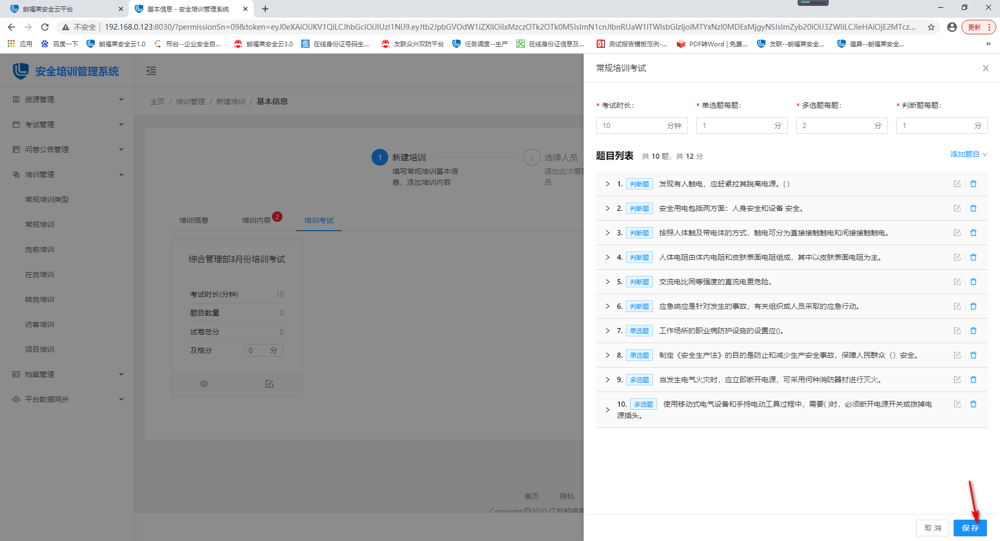 朗福莱安全云平台
基本信息 - 安全培训管理系统
不安全
192.168.0.123:8030/?permissionSn=09&token=eyJ0eXAiOiJKV1QiLCJhbGciOiJIUzI1NiJ9.eyJtb2JpbGVOdW1iZXIiOiIxMzczOTk2OTk0MSIsImN1cnJlbnRUaW1lTWlsbGlzIjoiMTYxNzI0MDExMjgyNSIsImZyb20iOiJ3ZWIiLCJleHAiOjE2MTcz...
更新
应用
百度一下
朗福莱安全云1.0
邢台--企业安全自...
朗福莱安全云3.0
查 在线身份证号码生...
友联众兴双防平台
任务调度--生产
在线身份证信息及...
51 测试报告模板范例-...
PDF转Word | 免费...
友联--朗福莱安全...
蕴鼎--朗福莱安全...
»
安全培训管理系统
资源管理
考试管理
问卷公告管理
培训管理
常规培训类型
常规培训
岗前培训
在岗培训
转岗培训
访客培训
项目培训
档案管理
平台数据同步
主页 / 培训管理 / 新建培训 / 基本信息
1 新建培训
填写常规培训基本信
息，添加培训内容
2 选择人员
添加此次需要
员
培训信息
培训内容 2
培训考试
综合管理部3月份培训考试
考试时长(分钟) 10
题目数量 0
试卷总分 0
及格分 0 分
首页 隐私
Copyright ©2020 江苏朗福莱
常规培训考试
* 考试时长：
10 分钟
* 单选题每题：
1 分
* 多选题每题：
2 分
* 判断题每题：
1 分
题目列表 共 10 题，共 12 分
添加题目
1. 判断题 发现有人触电，应赶紧拉其脱离电源。( )
2. 判断题 安全用电包括两方面：人身安全和设备 安全。
3. 判断题 按照人体触及带电体的方式，触电可分为直接接触触电和间接接触触电。
4. 判断题 人体电阻由体内电阻和皮肤表面电阻组成，其中以皮肤表面电阻为主。
5. 判断题 交流电比同等强度的直流电更危险。
6. 判断题 应急响应是针对发生的事故，有关组织或人员采取的应急行动。
7. 单选题 工作场所的职业病防护设施的设置应()。
8. 单选题 制定《安全生产法》的目的是防止和减少生产安全事故，保障人民群众（）安全。
9. 多选题 当发生电气火灾时，应立即断开电源，可采用何种消防器材进行灭火。
10. 多选题 使用移动式电气设备和手持电动工具过程中，需要( )时，必须断开电源开关或拨掉电
源插头。
取 消
保 存